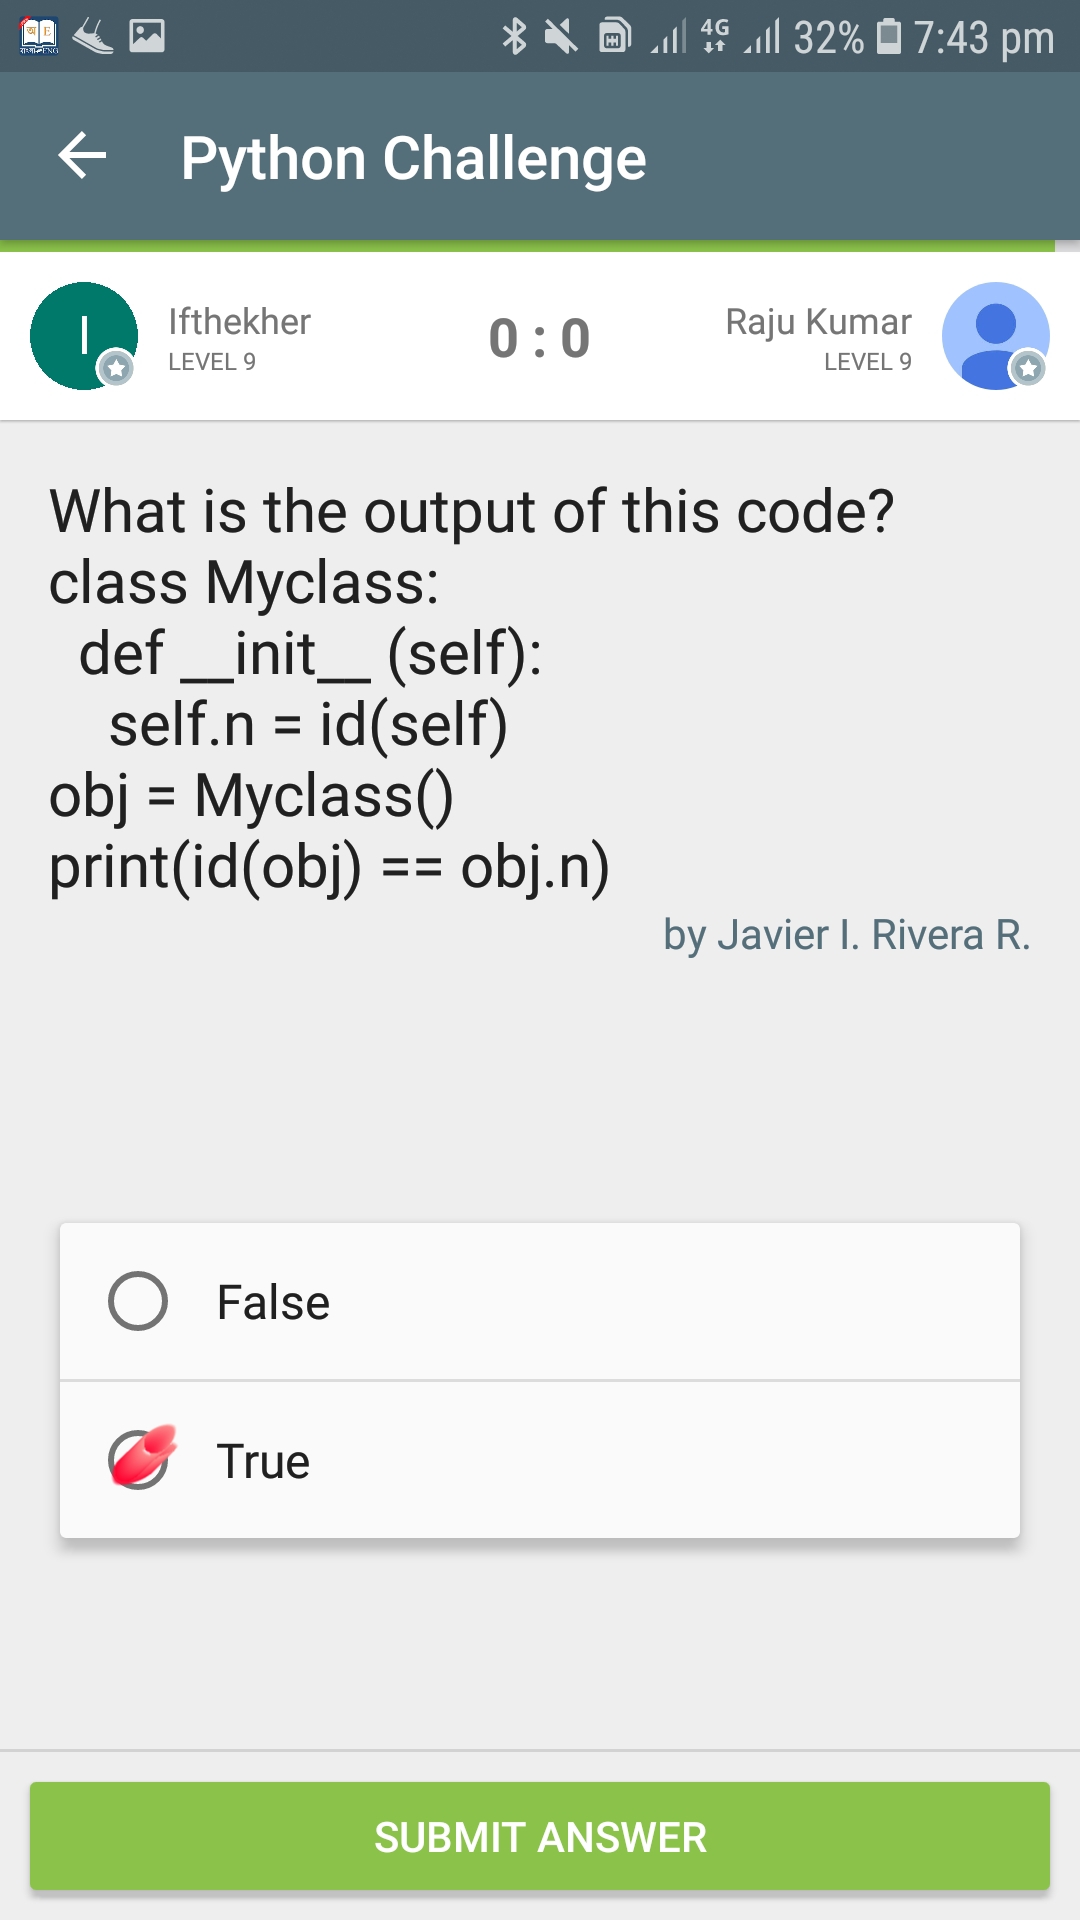 4G 32% 7:43 pm
Python Challenge
I
Ifthekher
LEVEL 9
0 : 0
Raju Kumar
LEVEL 9
What is the output of this code?
class Myclass:
def __init__ (self):
self.n = id(self)
obj = Myclass()
print(id(obj) == obj.n)
by Javier I. Rivera R.
False
True
SUBMIT ANSWER